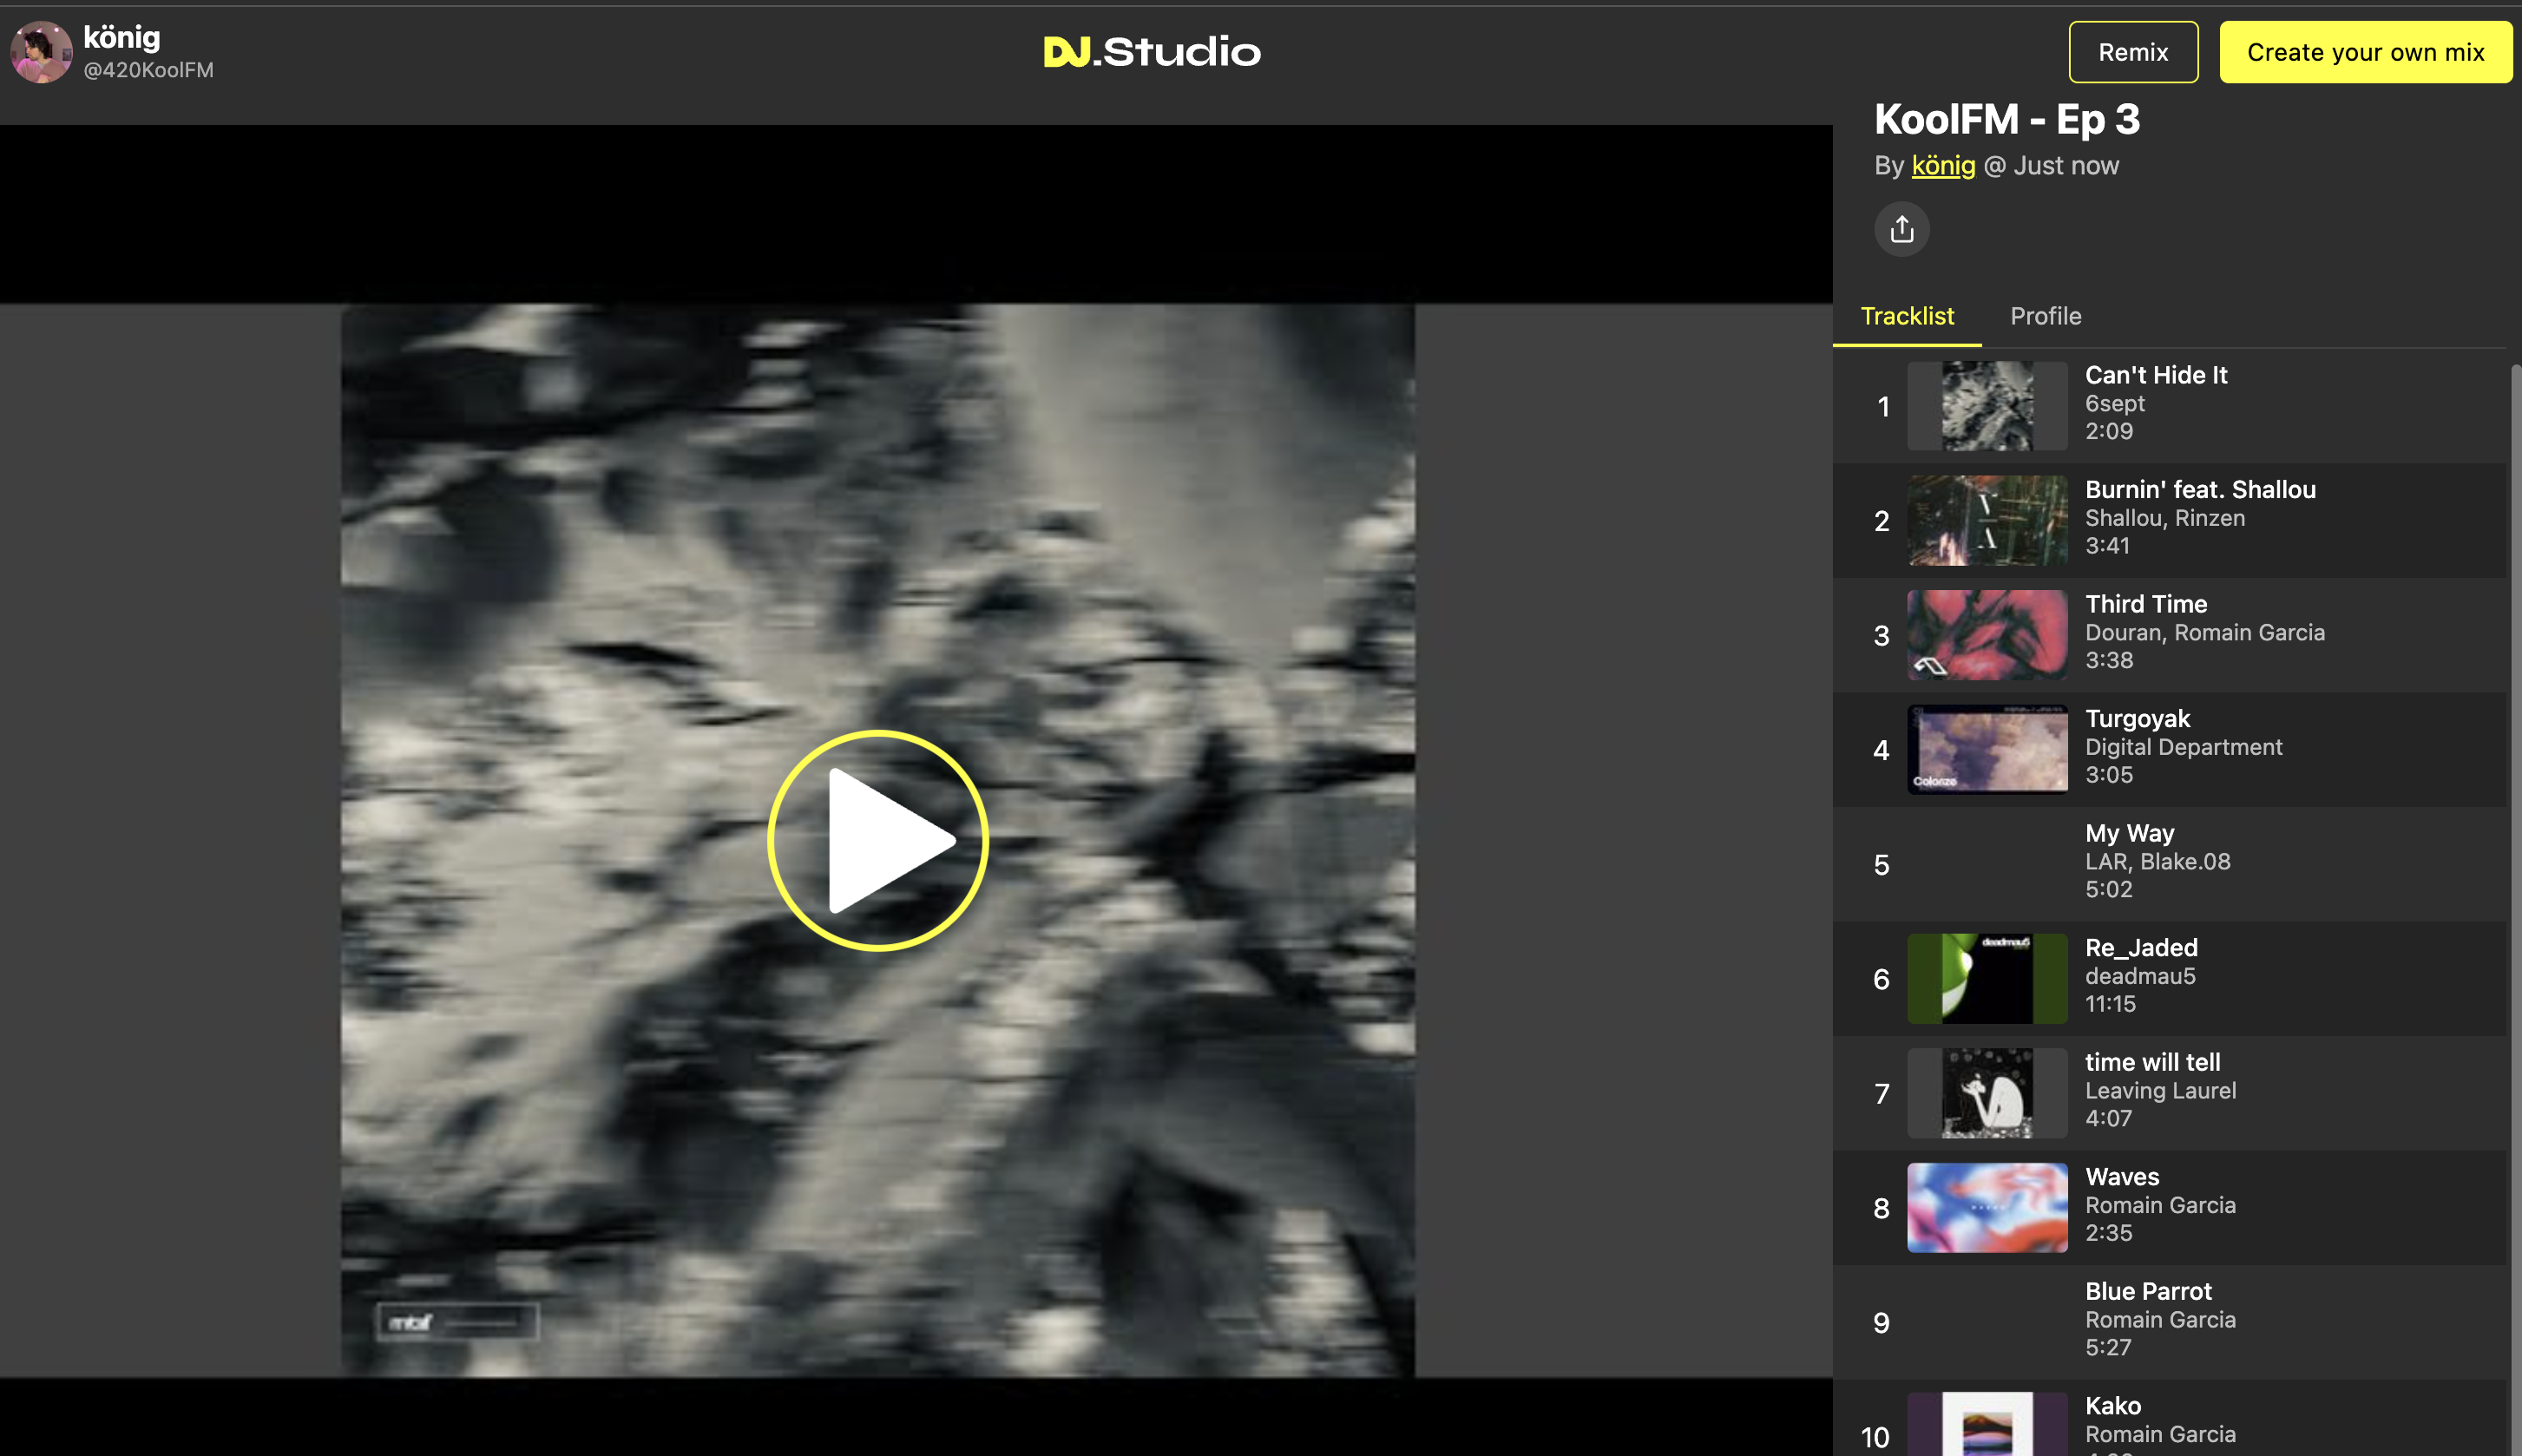 könig
@420KoolFM
DJ.Studio
Remix
Create your own mix
KoolFM - Ep 3
By könig @ Just now
Tracklist
Profile
1
Can't Hide It
6sept
2:09
2
Burnin' feat. Shallou
Shallou, Rinzen
3:41
3
Third Time
Douran, Romain Garcia
3:38
4
Colorize
Turgoyak
Digital Department
3:05
5
My Way
LAR, Blake.08
5:02
6
deadmau5
Re_Jaded
deadmau5
11:15
7
time will tell
Leaving Laurel
4:07
8
Waves
Romain Garcia
2:35
9
Blue Parrot
Romain Garcia
5:27
10
Kako
Romain Garcia